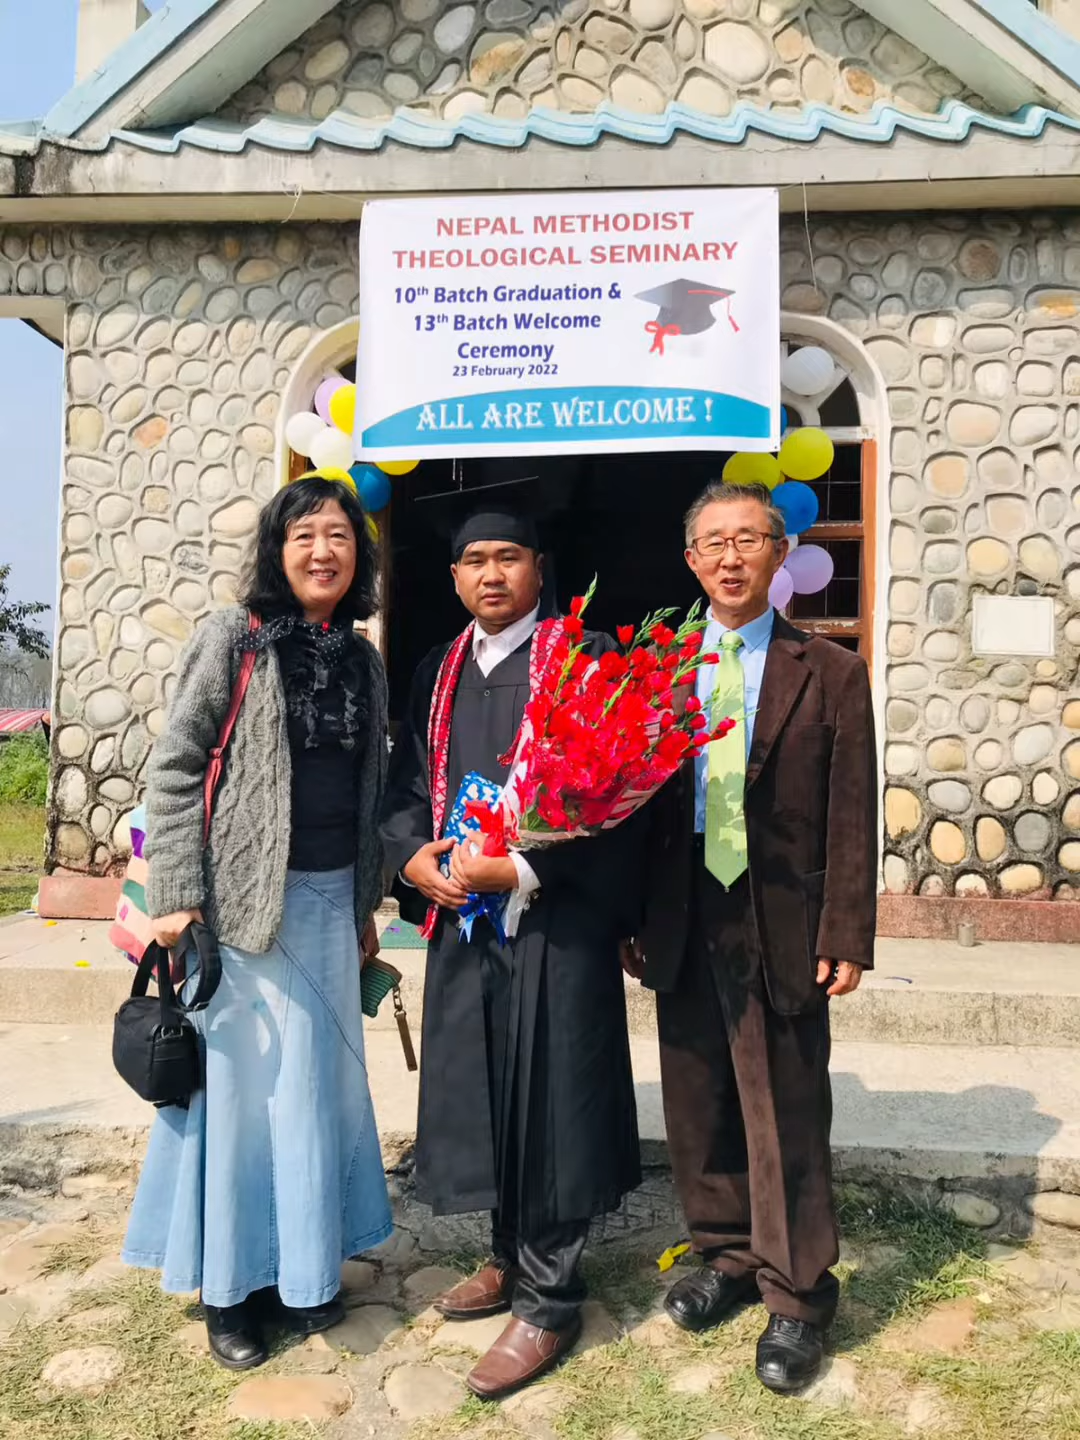 NEPAL METHODIST
THEOLOGICAL SEMINARY
10th Batch Graduation &
13th Batch Welcome
Ceremony
23 February 2022
ALL ARE WELCOME !